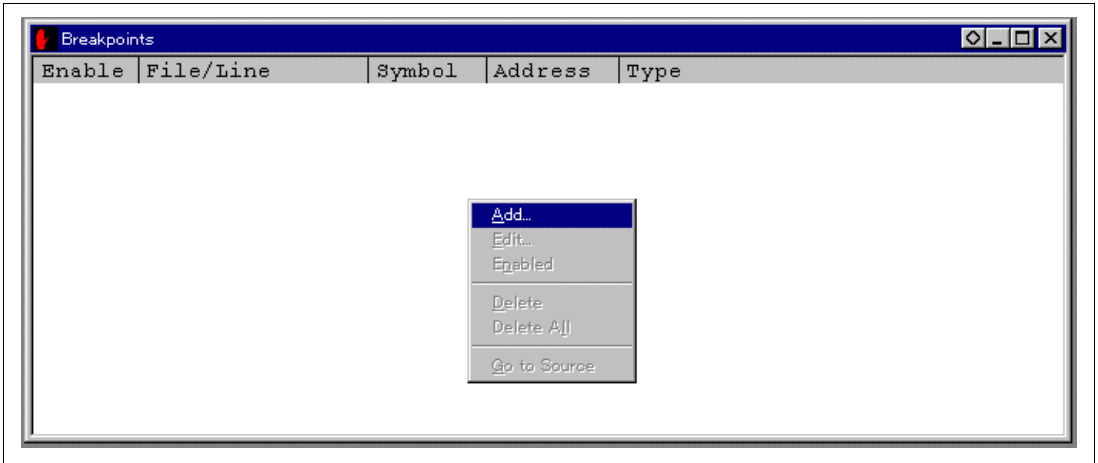 Breakpoints
Enable File/Line Symbol Address Type
Add...
Edit...
Enabled
Delete
Delete All
Go to Source